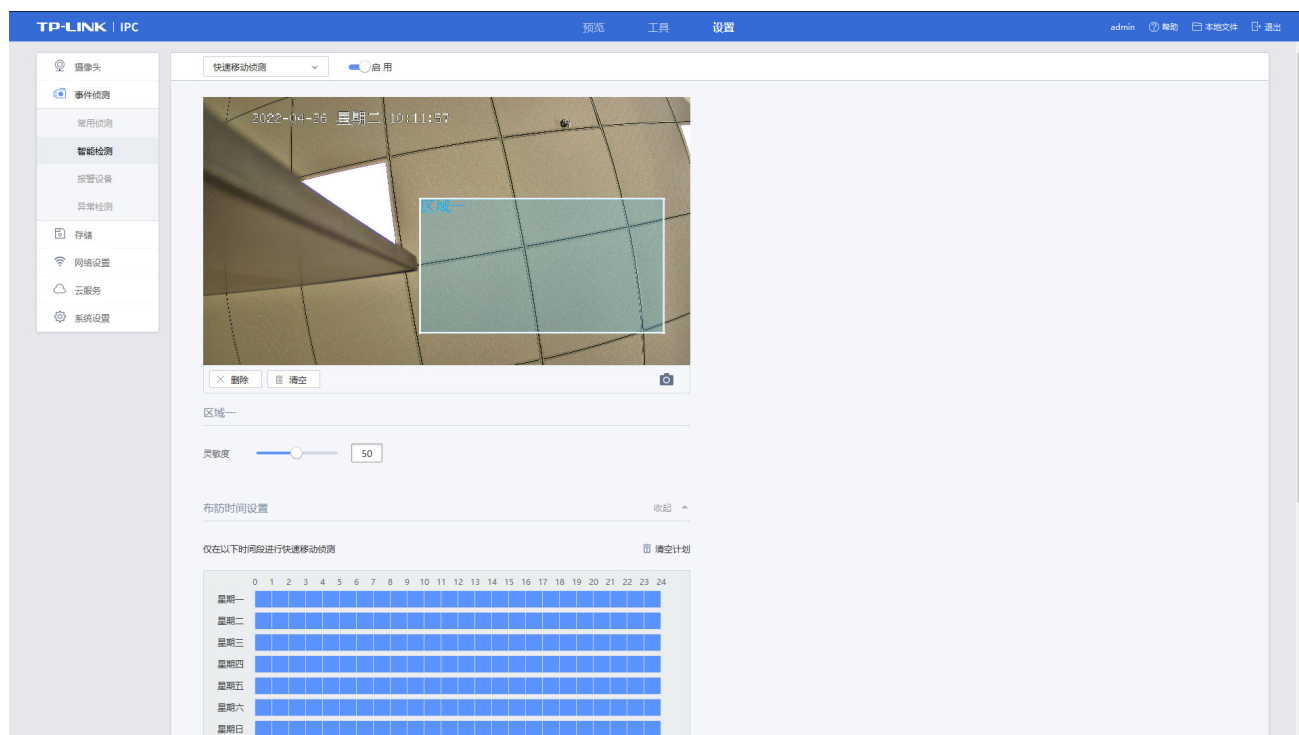 TP-LINK | IPC 预览 工具 设置 admin 帮助 本地文件 退出
摄像头
事件侦测
常用侦测
智能检测
报警设备
异常检测
存储
网络设置
云服务
系统设置
快速移动侦测 启用
2022-04-26 星期二 10:11:57
区域一
删除 清空
区域一
灵敏度 50
布防时间设置 收起
仅在以下时间段进行快速移动侦测 清空计划
0 1 2 3 4 5 6 7 8 9 10 11 12 13 14 15 16 17 18 19 20 21 22 23 24
星期一
星期二
星期三
星期四
星期五
星期六
星期日